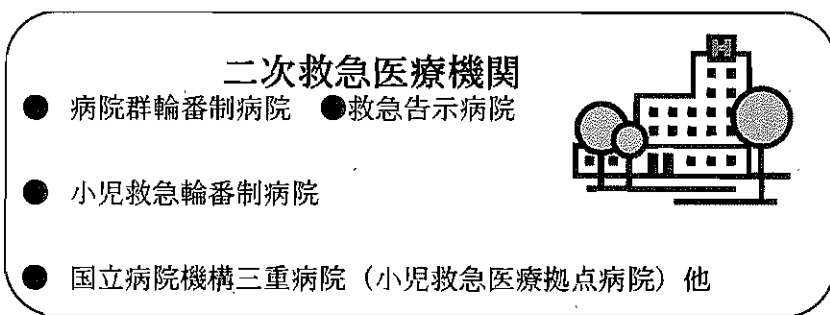 二次救急医療機関
● 病院群輪番制病院 ●救急告示病院
● 小児救急輪番制病院
● 国立病院機構三重病院（小児救急医療拠点病院）他
H